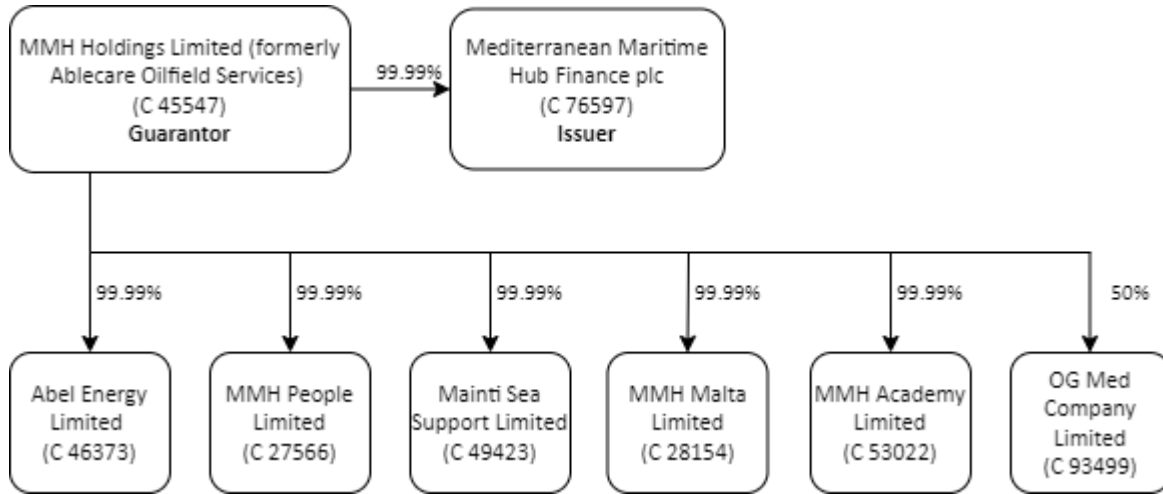 MMH Holdings Limited (formerly
Ablecare Oilfield Services)
(C 45547)
Guarantor
99.99%
Mediterranean Maritime
Hub Finance plc
(C 76597)
Issuer
99.99%
99.99%
99.99%
99.99%
99.99%
50%
Abel Energy
Limited
(C 46373)
MMH People
Limited
(C 27566)
Mainti Sea
Support Limited
(C 49423)
MMH Malta
Limited
(C 28154)
MMH Academy
Limited
(C 53022)
OG Med
Company
Limited
(C 93499)